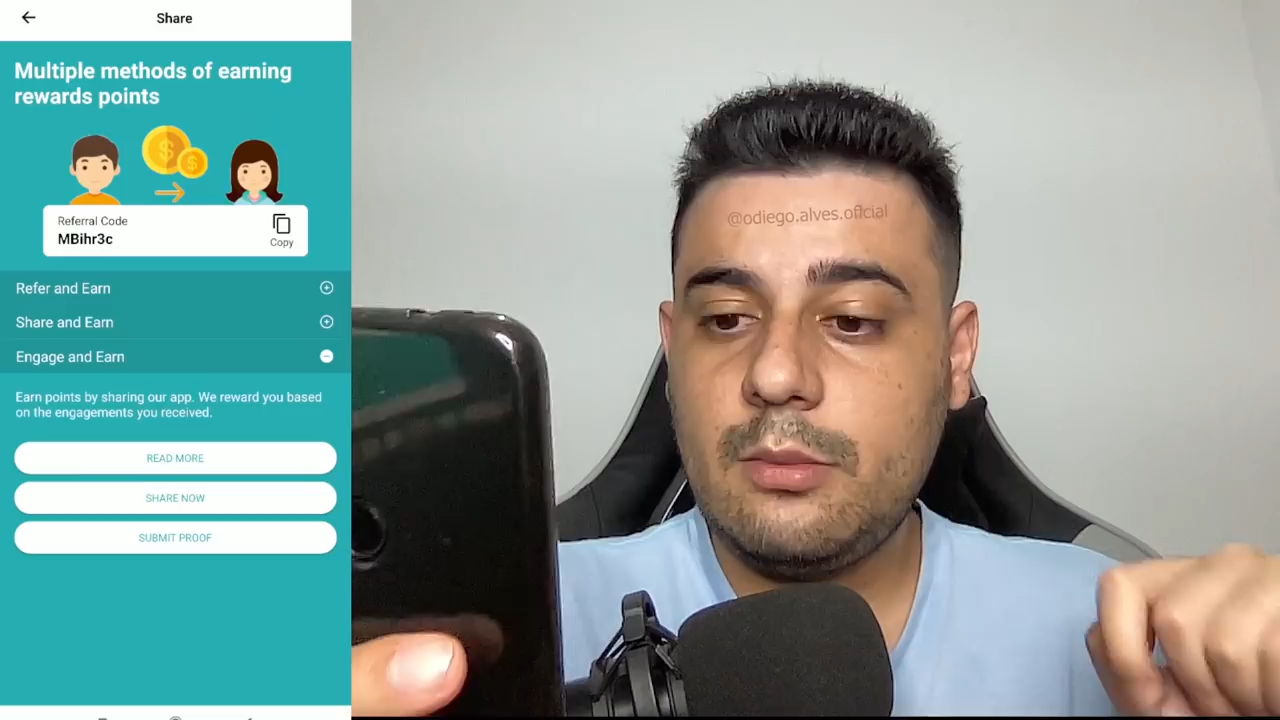 Share
Multiple methods of earning
rewards points
Referral Code
MBihr3c
Copy
Refer and Earn
Share and Earn
Engage and Earn
Earn points by sharing our app. We reward you based
on the engagements you received.
READ MORE
SHARE NOW
SUBMIT PROOF
@odiego.alves.ofcial